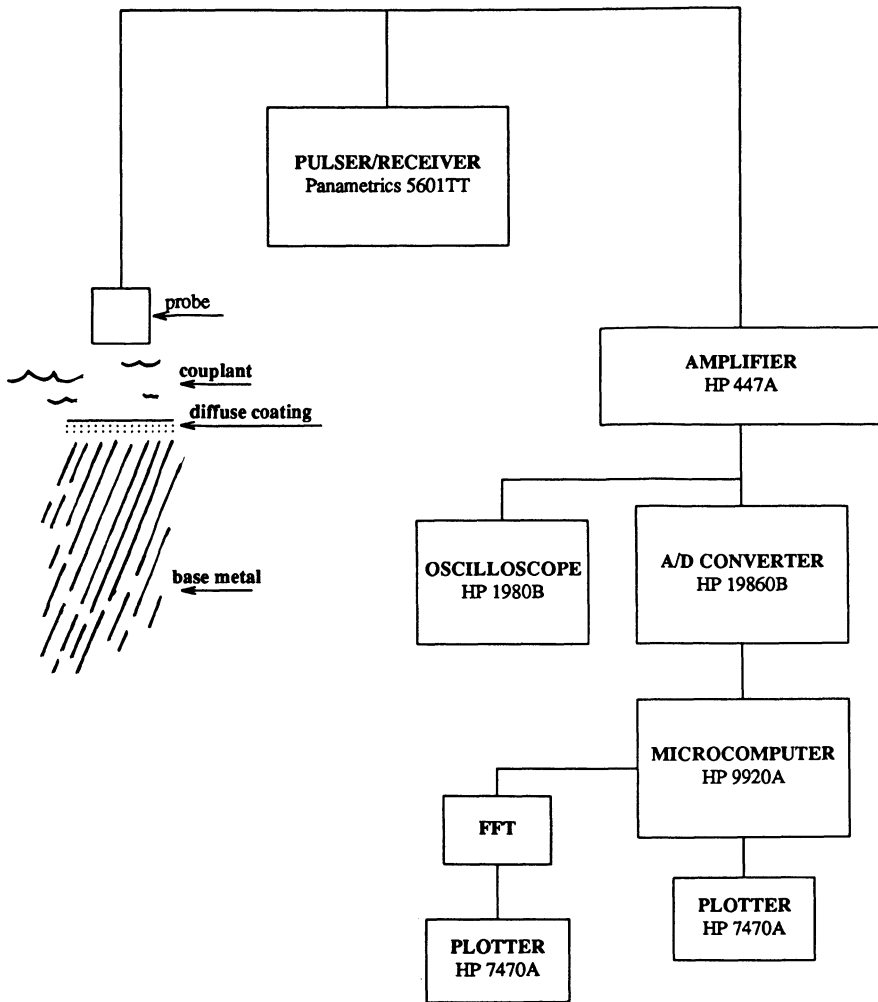 PULSER/RECEIVER
Panametrics 5601TT
probe
couplant
diffuse coating
base metal
AMPLIFIER
HP 447A
OSCILLOSCOPE
HP 1980B
A/D CONVERTER
HP 19860B
MICROCOMPUTER
HP 9920A
FFT
PLOTTER
HP 7470A
PLOTTER
HP 7470A